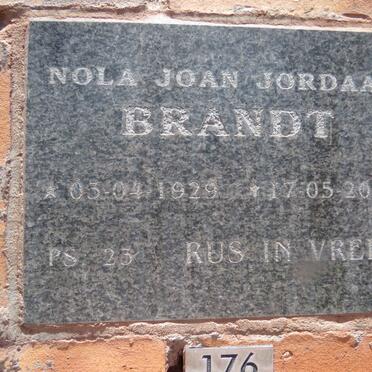 NOLA JOAN JORDAA
BRANDT
* 05-04-1929 † 17-05-20
PS 23 RUS IN VRE
176